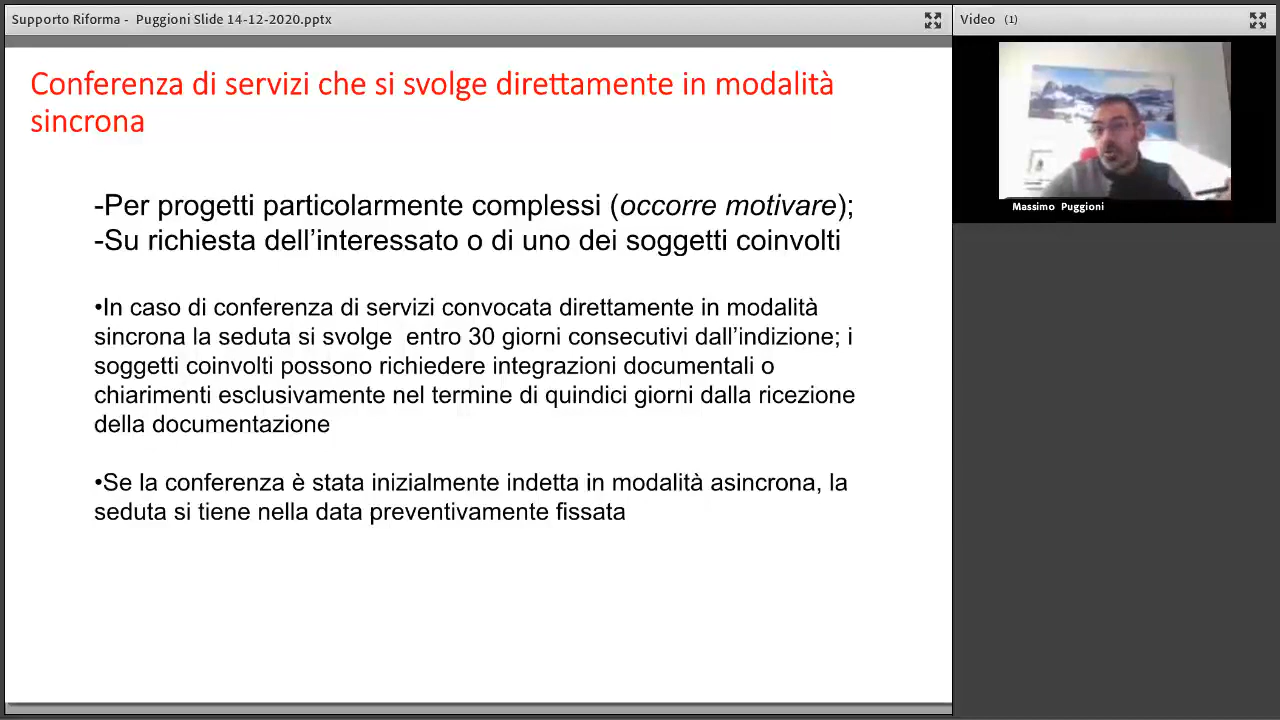 Supporto Riforma - Puggioni Slide 14-12-2020.pptx
Video (1)
Conferenza di servizi che si svolge direttamente in modalità
sincrona
-Per progetti particolarmente complessi (occorre motivare);
-Su richiesta dell’interessato o di uno dei soggetti coinvolti
•In caso di conferenza di servizi convocata direttamente in modalità
sincrona la seduta si svolge entro 30 giorni consecutivi dall’indizione; i
soggetti coinvolti possono richiedere integrazioni documentali o
chiarimenti esclusivamente nel termine di quindici giorni dalla ricezione
della documentazione
•Se la conferenza è stata inizialmente indetta in modalità asincrona, la
seduta si tiene nella data preventivamente fissata
Massimo Puggioni